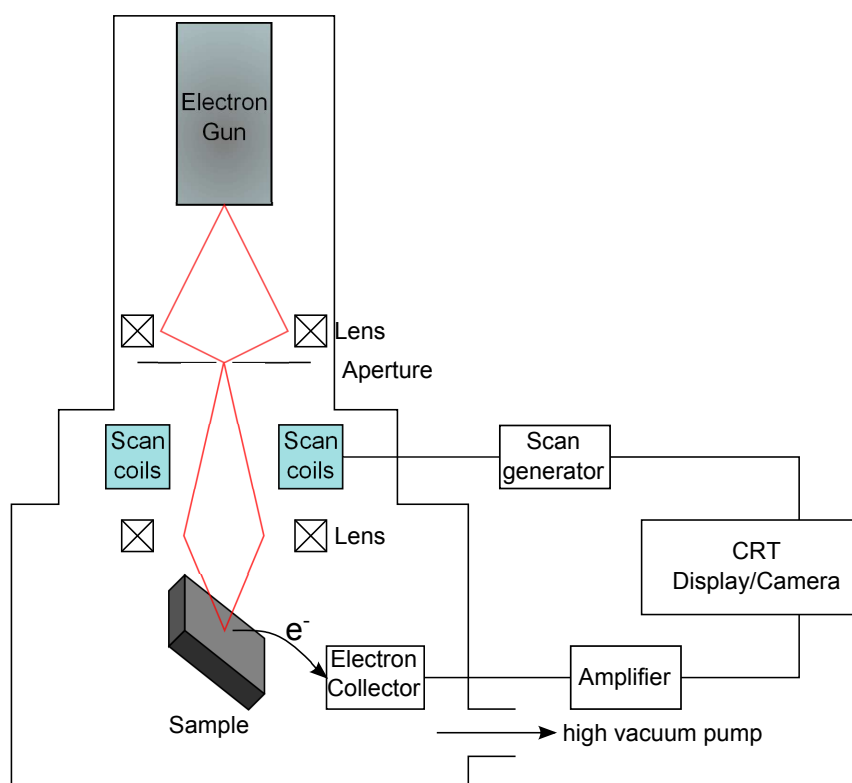 Electron
Gun
Lens
Aperture
Scan
coils
Scan
coils
Scan
generator
Lens
CRT
Display/Camera
e⁻
Electron
Collector
Amplifier
Sample
high vacuum pump